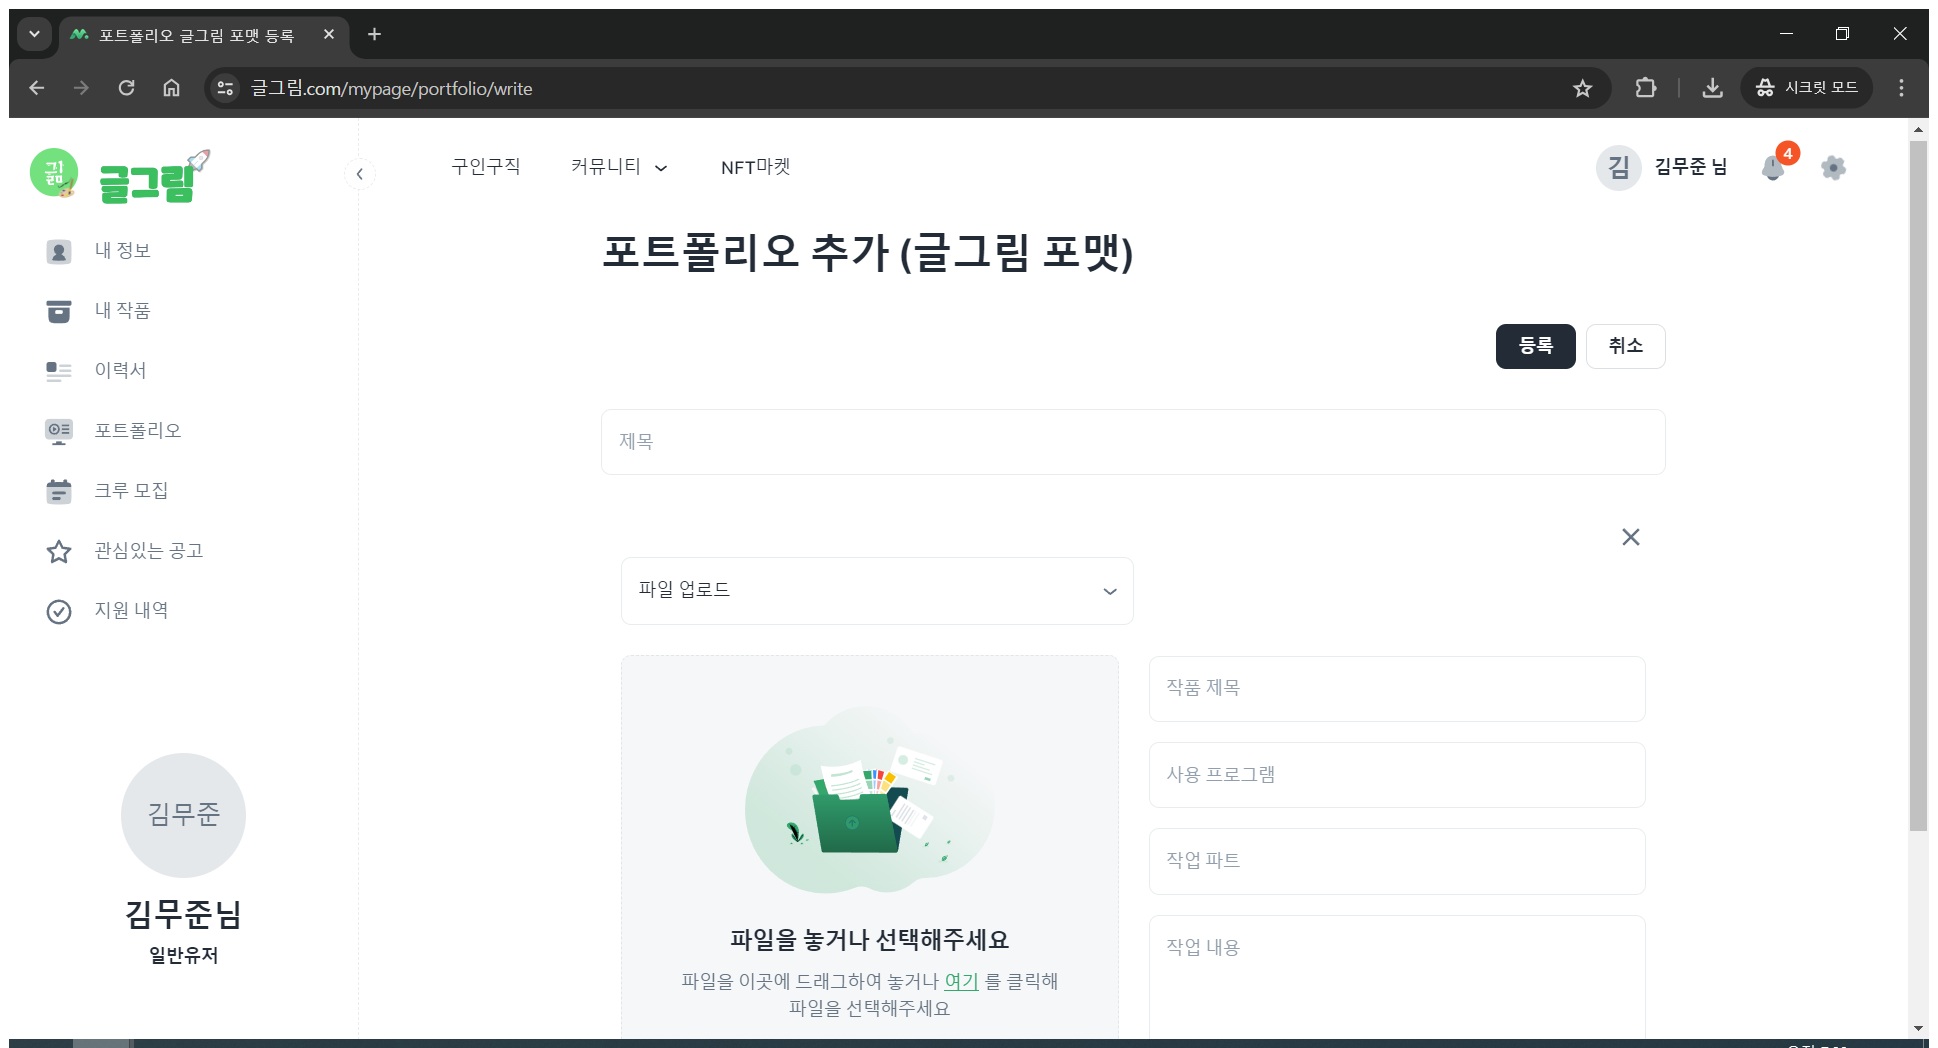 포트폴리오 글그림 포맷 등록
글그림.com/mypage/portfolio/write
시크릿 모드
글그림
구인구직
커뮤니티
NFT마켓
김
김무준 님
4
내 정보
내 작품
이력서
포트폴리오
크루 모집
관심있는 공고
지원 내역
김무준
김무준님
일반유저
포트폴리오 추가 (글그림 포맷)
등록
취소
제목
파일 업로드
파일을 놓거나 선택해주세요
파일을 이곳에 드래그하여 놓거나 여기 를 클릭해
파일을 선택해주세요
작품 제목
사용 프로그램
작업 파트
작업 내용